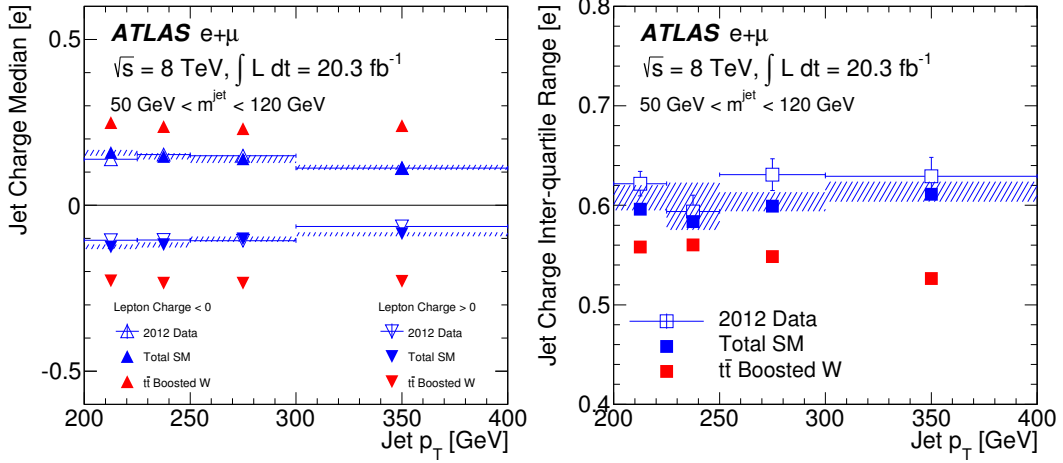 Jet Charge Median [e]
0.5
0
-0.5
ATLAS e+μ
√s = 8 TeV, ∫ L dt = 20.3 fb⁻¹
50 GeV < m^jet < 120 GeV
Lepton Charge < 0
2012 Data
Total SM
tt̄ Boosted W
Lepton Charge > 0
2012 Data
Total SM
tt̄ Boosted W
200 250 300 350 400
Jet p_T [GeV]
Jet Charge Inter-quartile Range [e]
0.8
0.7
0.6
0.5
0.4
ATLAS e+μ
√s = 8 TeV, ∫ L dt = 20.3 fb⁻¹
50 GeV < m^jet < 120 GeV
2012 Data
Total SM
tt̄ Boosted W
200 250 300 350 400
Jet p_T [GeV]